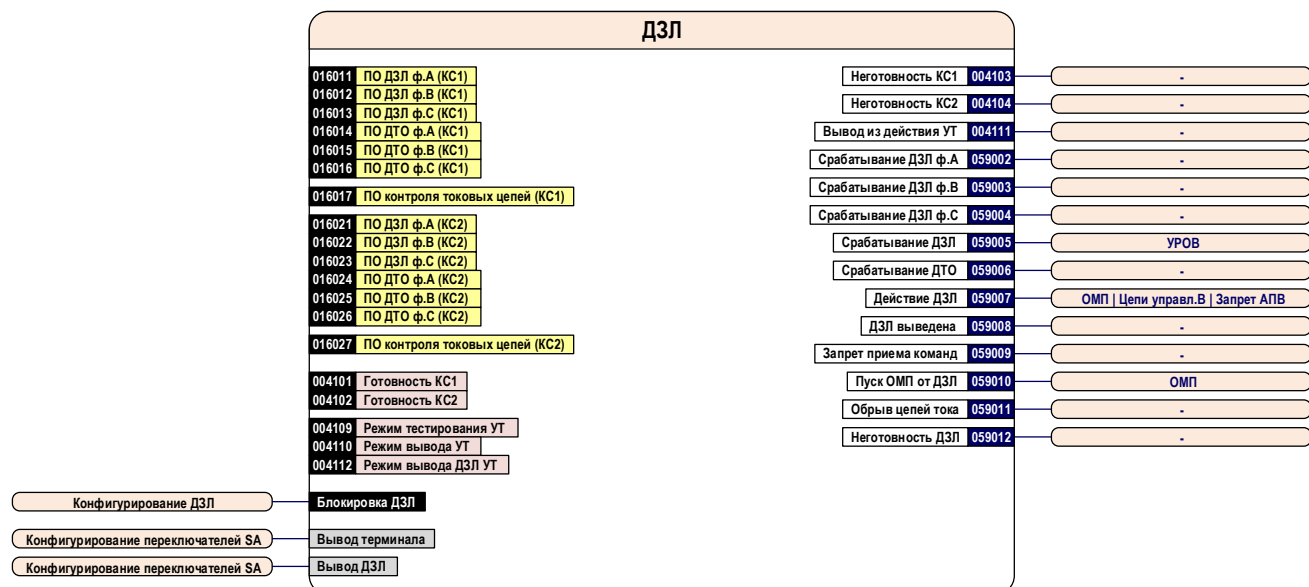 ДЗЛ
016011 ПО ДЗЛ ф.А (КС1)
016012 ПО ДЗЛ ф.В (КС1)
016013 ПО ДЗЛ ф.С (КС1)
016014 ПО ДТО ф.А (КС1)
016015 ПО ДТО ф.В (КС1)
016016 ПО ДТО ф.С (КС1)
016017 ПО контроля токовых цепей (КС1)
016021 ПО ДЗЛ ф.А (КС2)
016022 ПО ДЗЛ ф.В (КС2)
016023 ПО ДЗЛ ф.С (КС2)
016024 ПО ДТО ф.А (КС2)
016025 ПО ДТО ф.В (КС2)
016026 ПО ДТО ф.С (КС2)
016027 ПО контроля токовых цепей (КС2)
004101 Готовность КС1
004102 Готовность КС2
004109 Режим тестирования УТ
004110 Режим вывода УТ
004112 Режим вывода ДЗЛ УТ
Конфигурирование ДЗЛ Блокировка ДЗЛ
Конфигурирование переключателей SA Вывод терминала
Конфигурирование переключателей SA Вывод ДЗЛ
Неготовность КС1 004103 -
Неготовность КС2 004104 -
Вывод из действия УТ 004111 -
Срабатывание ДЗЛ ф.А 059002 -
Срабатывание ДЗЛ ф.В 059003 -
Срабатывание ДЗЛ ф.С 059004 -
Срабатывание ДЗЛ 059005 УРОВ
Срабатывание ДТО 059006 -
Действие ДЗЛ 059007 ОМП | Цепи управл.В | Запрет АПВ
ДЗЛ выведена 059008 -
Запрет приема команд 059009 -
Пуск ОМП от ДЗЛ 059010 ОМП
Обрыв цепей тока 059011 -
Неготовность ДЗЛ 059012 -